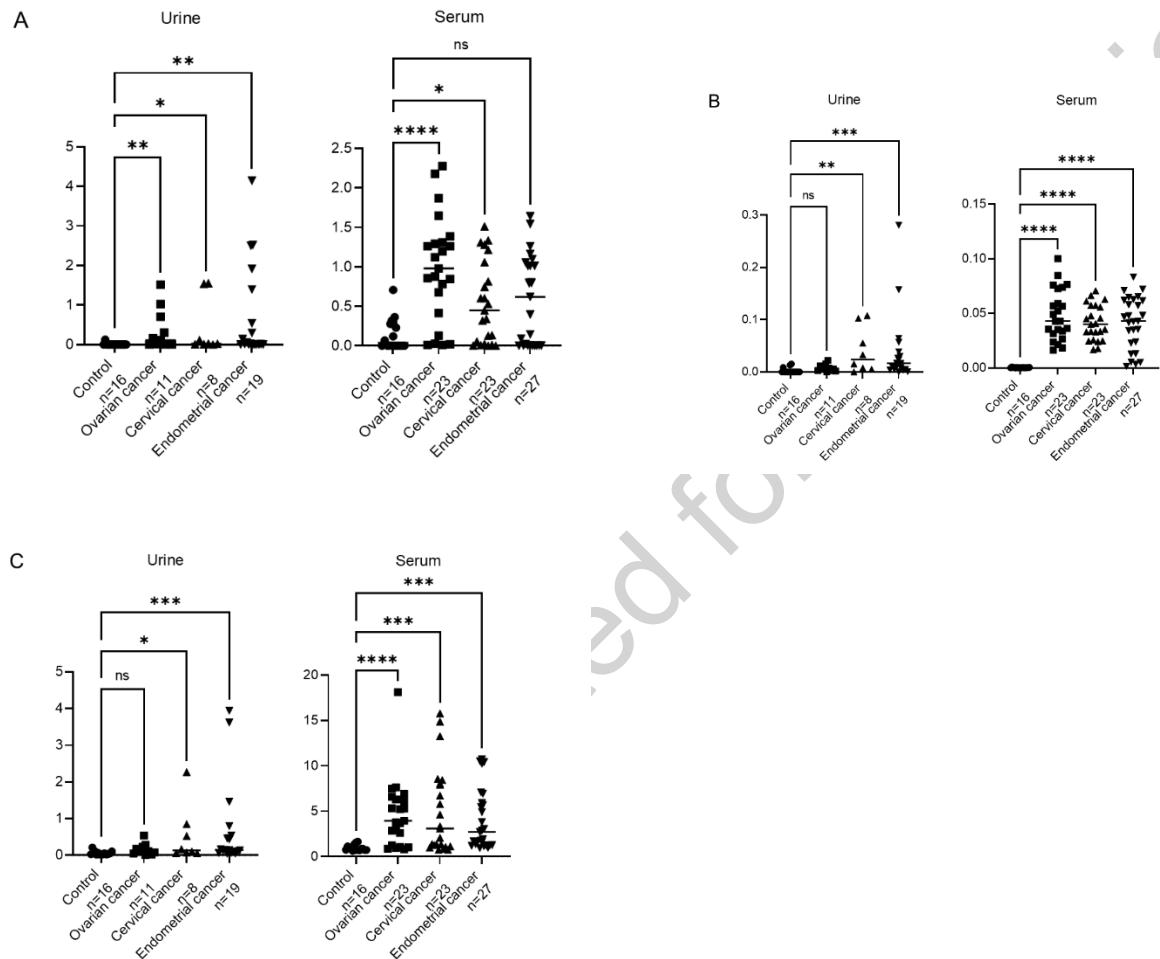 A
Urine
Serum
**
*
**
5
4
3
2
1
0
Control
n=16
Ovarian cancer
n=11
Cervical cancer
n=8
Endometrial cancer
n=19
ns
*
****
2.5
2.0
1.5
1.0
0.5
0.0
Control
n=16
Ovarian cancer
n=23
Cervical cancer
n=23
Endometrial cancer
n=27
B
Urine
Serum
***
**
ns
0.3
0.2
0.1
0.00
Control
n=16
Ovarian cancer
n=11
Cervical cancer
n=8
Endometrial cancer
n=19
****
****
****
0.15
0.10
0.05
0.00
Control
n=16
Ovarian cancer
n=23
Cervical cancer
n=23
Endometrial cancer
n=27
ed fo
C
Urine
Serum
***
*
ns
5
4
3
2
1
0
Control
n=16
Ovarian cancer
n=11
Cervical cancer
n=8
Endometrial cancer
n=19
***
***
****
20
15
10
5
0
Control
n=16
Ovarian cancer
n=23
Cervical cancer
n=23
Endometrial cancer
n=27